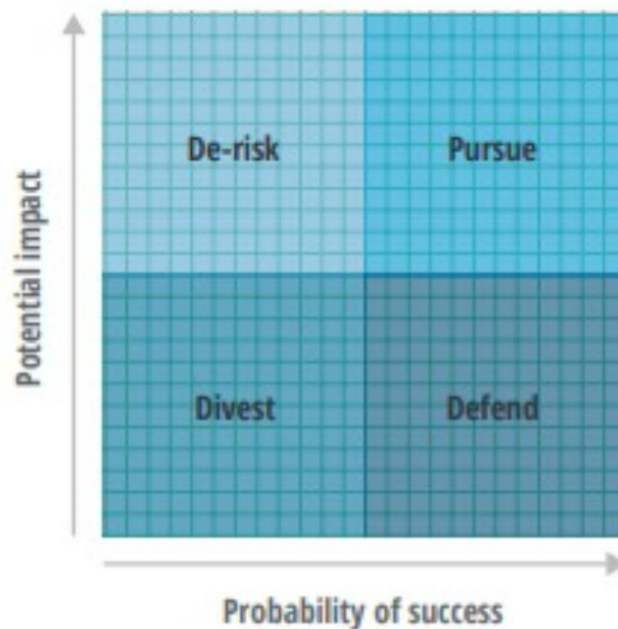 Potential impact
De-risk
Pursue
Divest
Defend
Probability of success